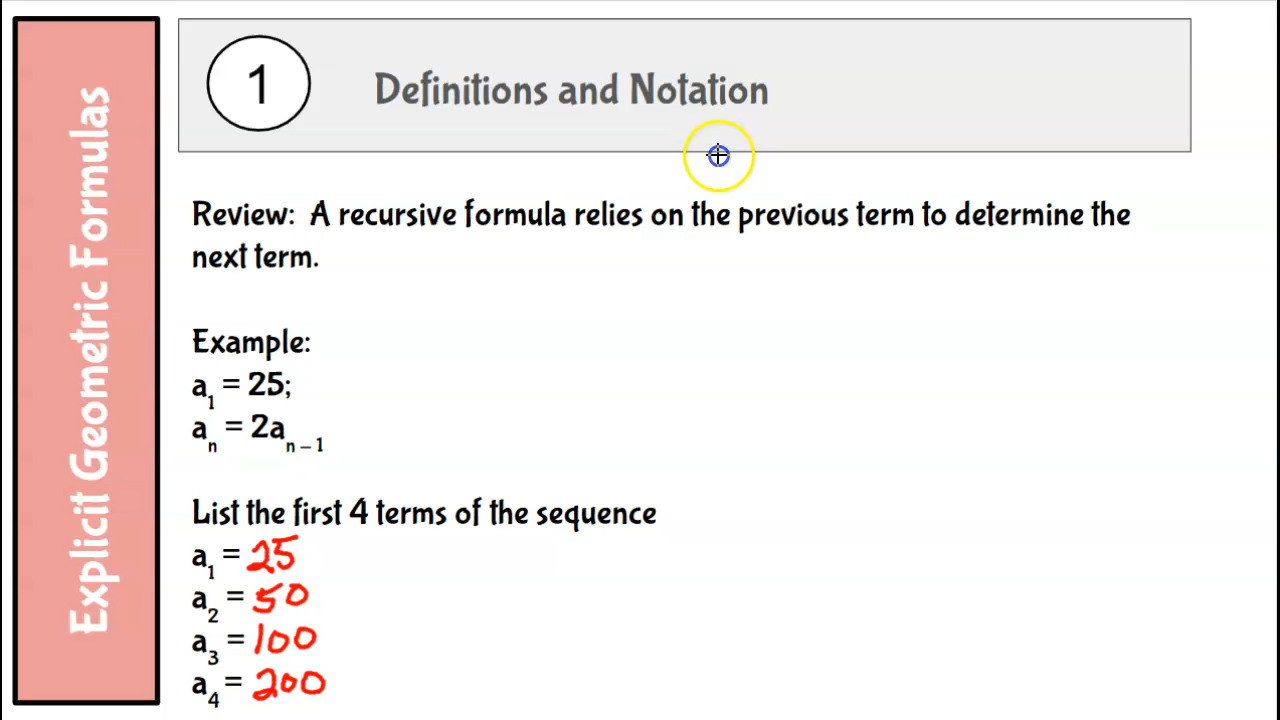 Explicit Geometric Formulas
1
Definitions and Notation
Review: A recursive formula relies on the previous term to determine the
next term.
Example:
a₁ = 25;
aₙ = 2aₙ₋₁
List the first 4 terms of the sequence
a₁ = 25
a₂ = 50
a₃ = 100
a₄ = 200